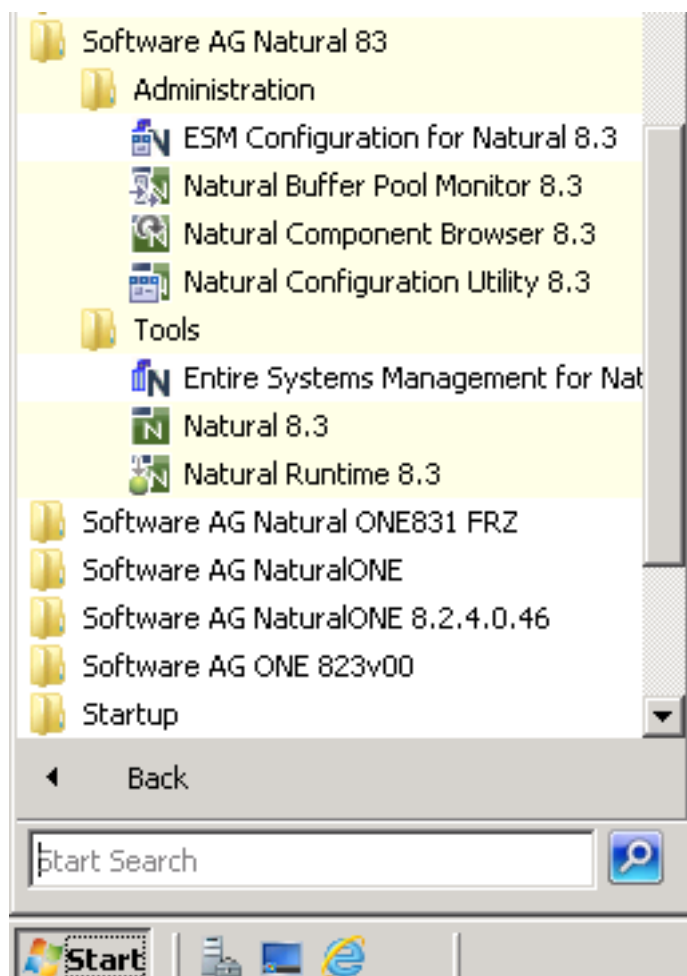 Software AG Natural 83
Administration
ESM Configuration for Natural 8.3
Natural Buffer Pool Monitor 8.3
Natural Component Browser 8.3
Natural Configuration Utility 8.3
Tools
Entire Systems Management for Nat
Natural 8.3
Natural Runtime 8.3
Software AG Natural ONE831 FRZ
Software AG NaturalONE
Software AG NaturalONE 8.2.4.0.46
Software AG ONE 823v00
Startup
Back
Start Search
Start